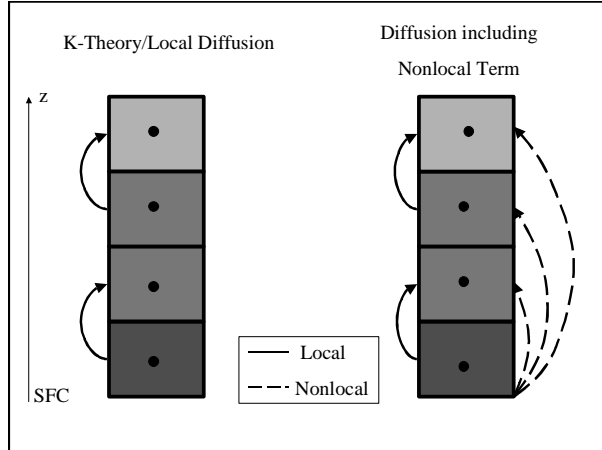 K-Theory/Local Diffusion
Diffusion including
Nonlocal Term
z
SFC
Local
Nonlocal